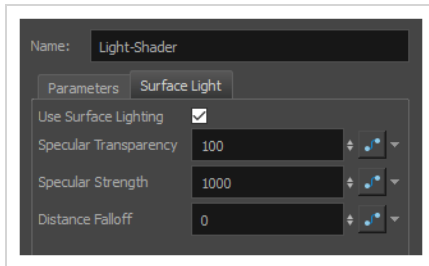 Name: Light-Shader
Parameters Surface Light
Use Surface Lighting
Specular Transparency 100
Specular Strength 1000
Distance Falloff 0